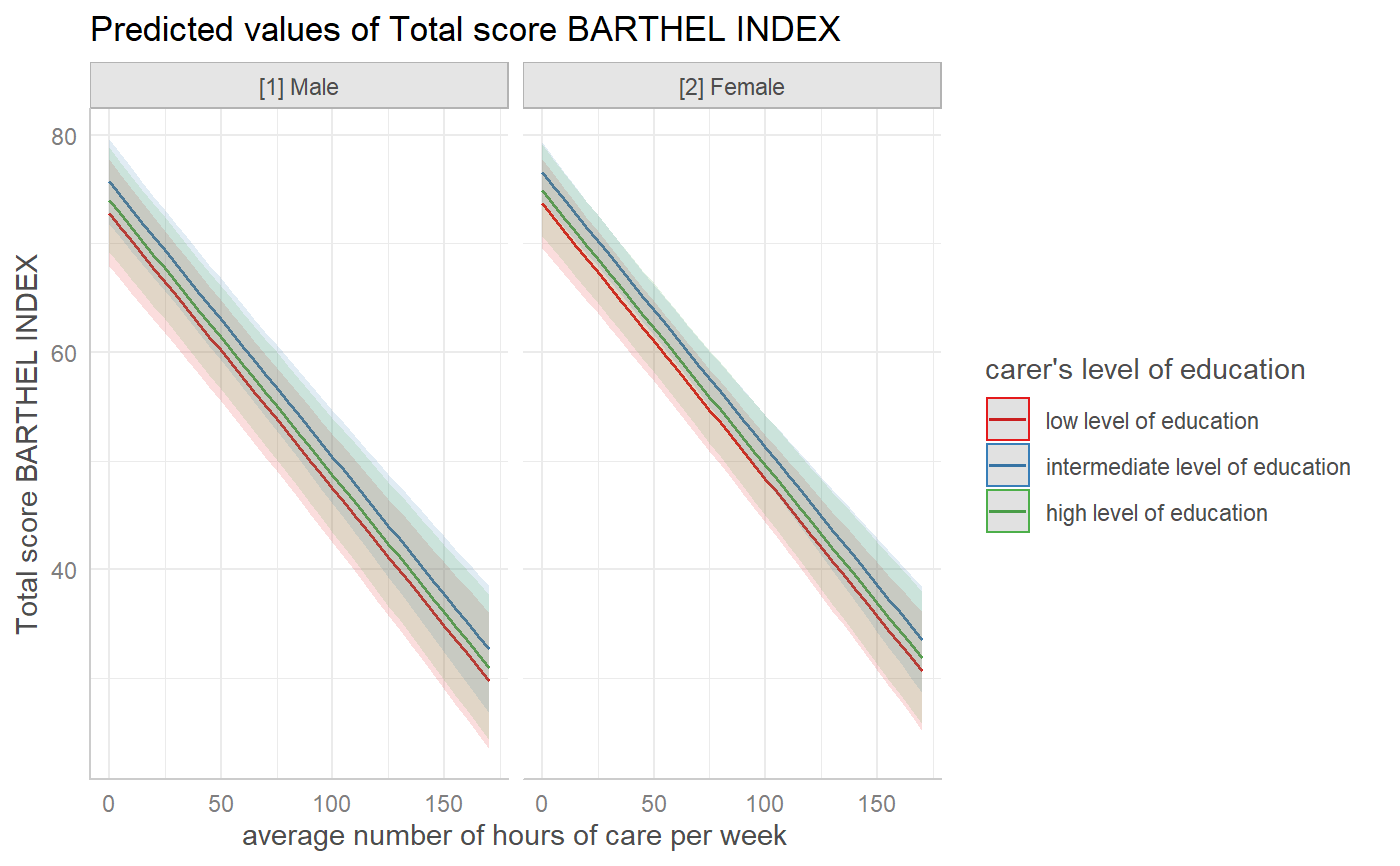 Predicted values of Total score BARTHEL INDEX
[1] Male
[2] Female
80
60
40
Total score BARTHEL INDEX
0
50
100
150
0
50
100
150
average number of hours of care per week
carer's level of education
low level of education
intermediate level of education
high level of education